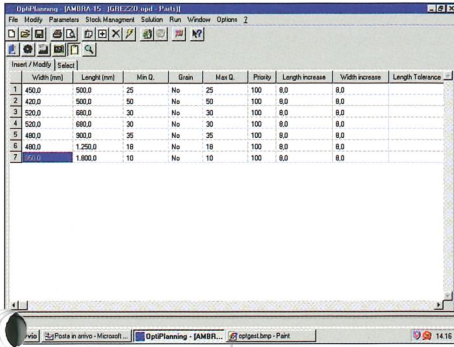 OptiPlanning - [AMBRA-15 - [GRE220.npd - Parts)]
File Modify Parameters Stock Managment Solution Run Window Options ?
Insert / Modify Select
Width (mm) Lenght (mm) Min Q. Grain Max Q. Priority Length increase Width increase Length Tolerance
1 450,0 500,0 25 No 25 100 8,0 8,0
2 420,0 500,0 50 No 50 100 8,0 8,0
3 520,0 680,0 30 No 30 100 8,0 8,0
4 520,0 680,0 30 No 30 100 8,0 8,0
5 480,0 900,0 35 No 35 100 8,0 8,0
6 480,0 1.250,0 18 No 18 100 8,0 8,0
7 1.800,0 10 No 10 100 8,0 8,0
Posta in arrivo - Microsoft ... OptiPlanning - [AMBR... optgest.bmp - Paint 14.16